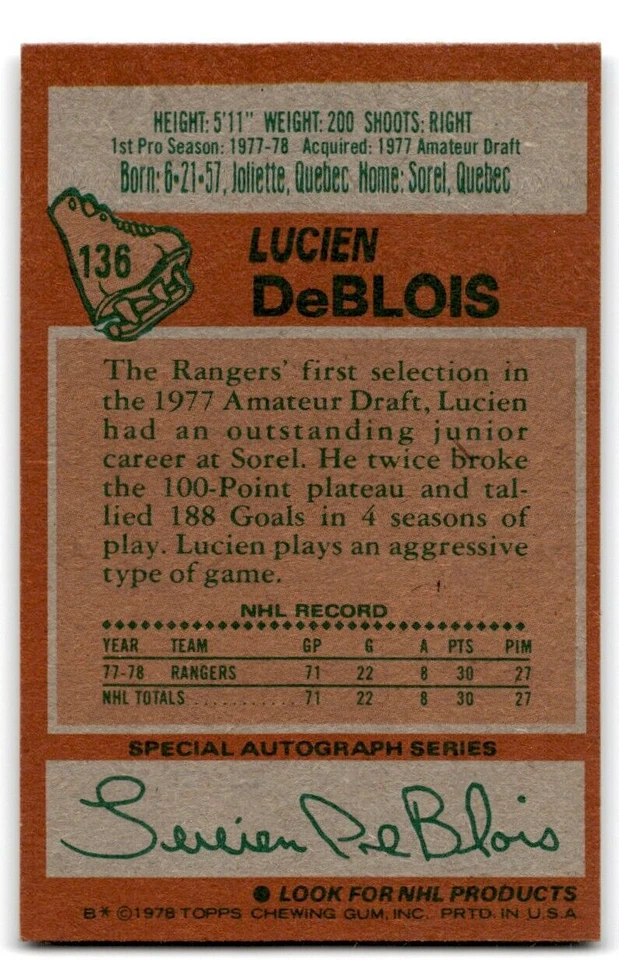 HEIGHT: 5'11" WEIGHT: 200 SHOOTS: RIGHT
1st Pro Season: 1977-78 Acquired: 1977 Amateur Draft
Born: 6•21•57, Joliette, Quebec Home: Sorel, Quebec
136
LUCIEN
DeBLOIS
The Rangers' first selection in
the 1977 Amateur Draft, Lucien
had an outstanding junior
career at Sorel. He twice broke
the 100-Point plateau and tal-
lied 188 Goals in 4 seasons of
play. Lucien plays an aggressive
type of game.
NHL RECORD
YEAR TEAM GP G A PTS PIM
77-78 RANGERS 71 22 8 30 27
NHL TOTALS ............ 71 22 8 30 27
SPECIAL AUTOGRAPH SERIES
Lucien DeBlois
● LOOK FOR NHL PRODUCTS
B* ©1978 TOPPS CHEWING GUM, INC. PRTD. IN U.S.A.